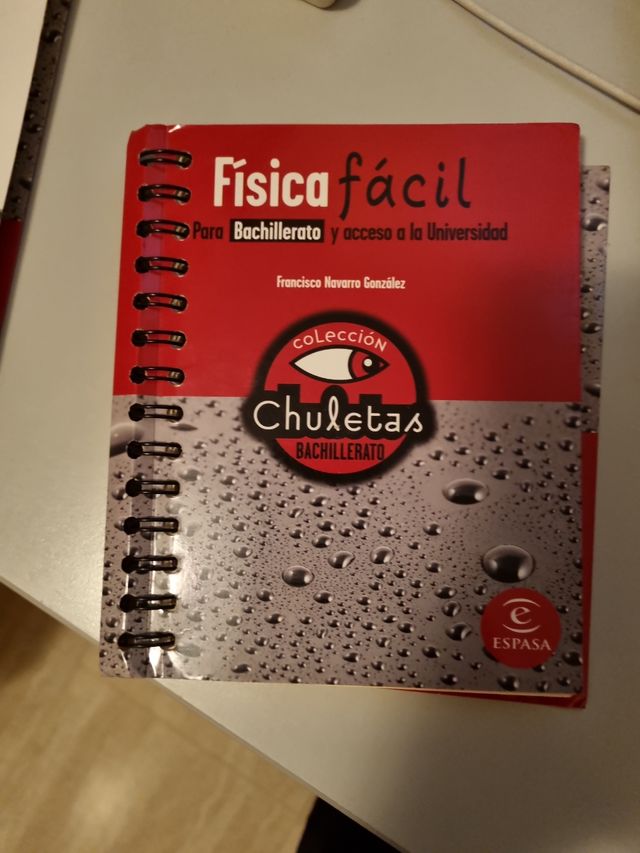 Física fácil
Para Bachillerato y acceso a la Universidad
Francisco Navarro González
coLección
Chuletas
BACHILLERATO
e
ESPASA